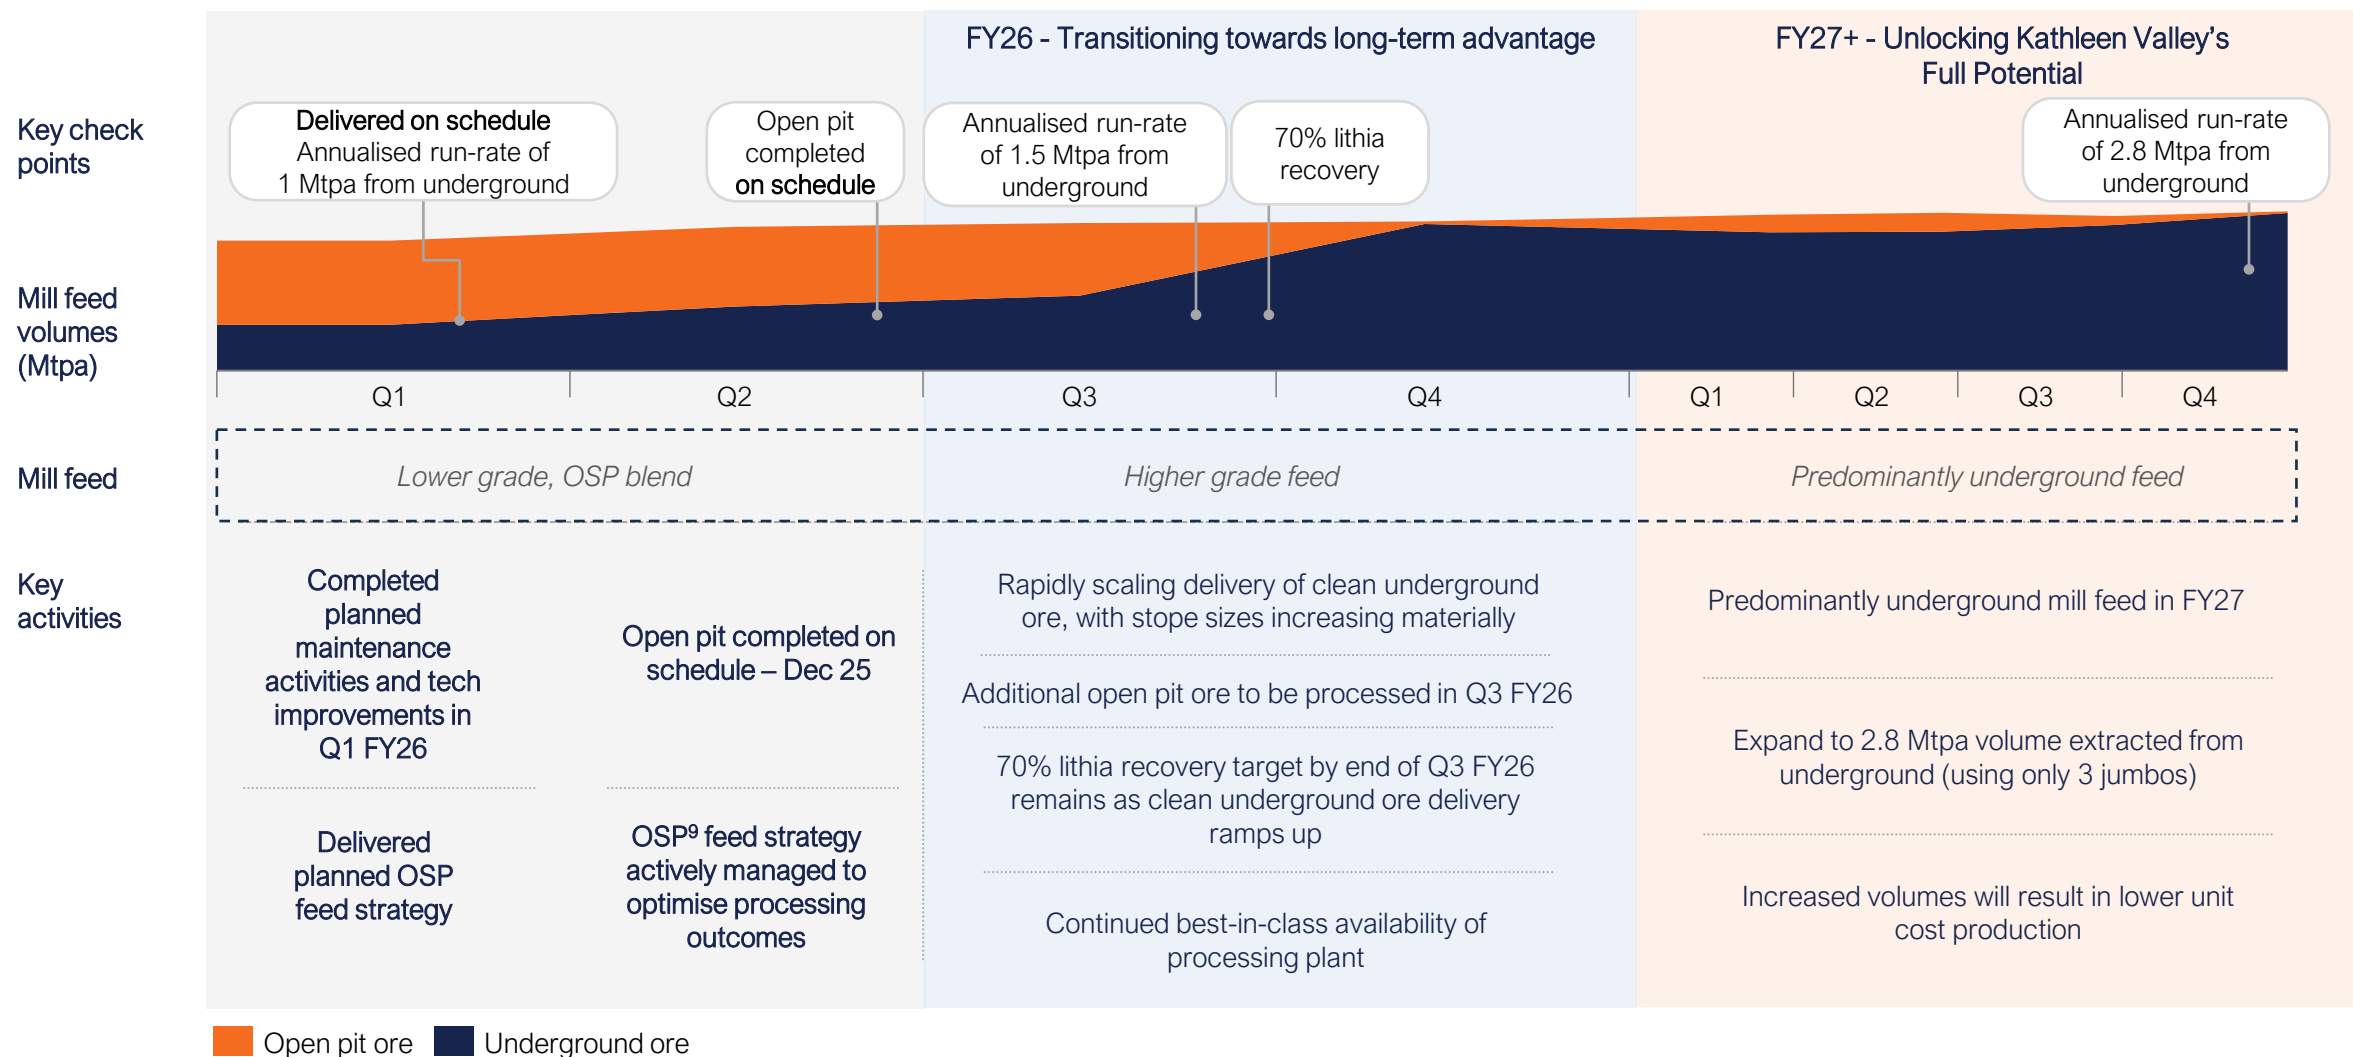 FY26 - Transitioning towards long-term advantage
FY27+ - Unlocking Kathleen Valley's
Full Potential
Key check
points
Delivered on schedule
Annualised run-rate of
1 Mtpa from underground
Open pit
completed
on schedule
Annualised run-rate
of 1.5 Mtpa from
underground
70% lithia
recovery
Annualised run-rate
of 2.8 Mtpa from
underground
Mill feed
volumes
(Mtpa)
Q1
Q2
Q3
Q4
Q1
Q2
Q3
Q4
Mill feed
Lower grade, OSP blend
Higher grade feed
Predominantly underground feed
Key
activities
Completed
planned
maintenance
activities and tech
improvements in
Q1 FY26
Delivered
planned OSP
feed strategy
Open pit completed on
schedule – Dec 25
OSP⁹ feed strategy
actively managed to
optimise processing
outcomes
Rapidly scaling delivery of clean underground
ore, with stope sizes increasing materially
Additional open pit ore to be processed in Q3 FY26
70% lithia recovery target by end of Q3 FY26
remains as clean underground ore delivery
ramps up
Continued best-in-class availability of
processing plant
Predominantly underground mill feed in FY27
Expand to 2.8 Mtpa volume extracted from
underground (using only 3 jumbos)
Increased volumes will result in lower unit
cost production
Open pit ore
Underground ore